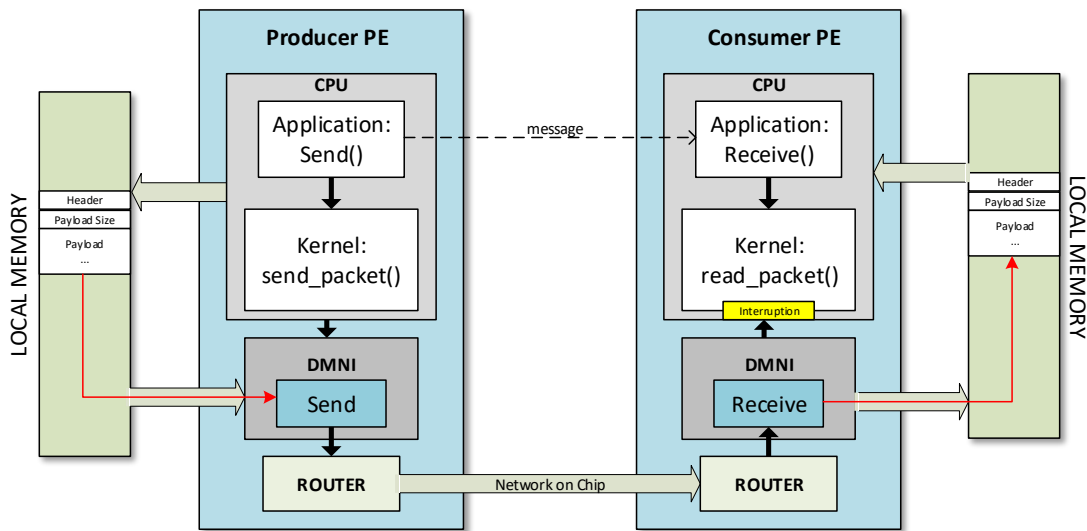 Producer PE
CPU
Application:
Send()
Kernel:
send_packet()
DMNI
Send
ROUTER
LOCAL MEMORY
Header
Payload Size
Payload
...
message
Network on Chip
Consumer PE
CPU
Application:
Receive()
Kernel:
read_packet()
Interruption
DMNI
Receive
ROUTER
Header
Payload Size
Payload
...
LOCAL MEMORY